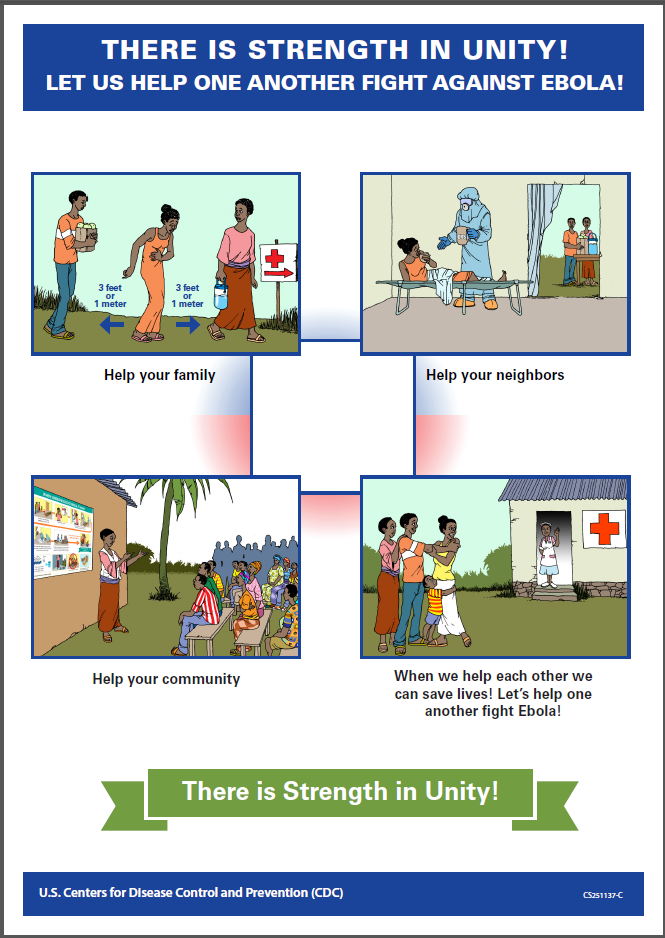 THERE IS STRENGTH IN UNITY!
LET US HELP ONE ANOTHER FIGHT AGAINST EBOLA!
3 feet
or
1 meter
3 feet
or
1 meter
Help your family
Help your neighbors
Help your community
When we help each other we
can save lives! Let's help one
another fight Ebola!
There is Strength in Unity!
U.S. Centers for Disease Control and Prevention (CDC)
CS251137-C